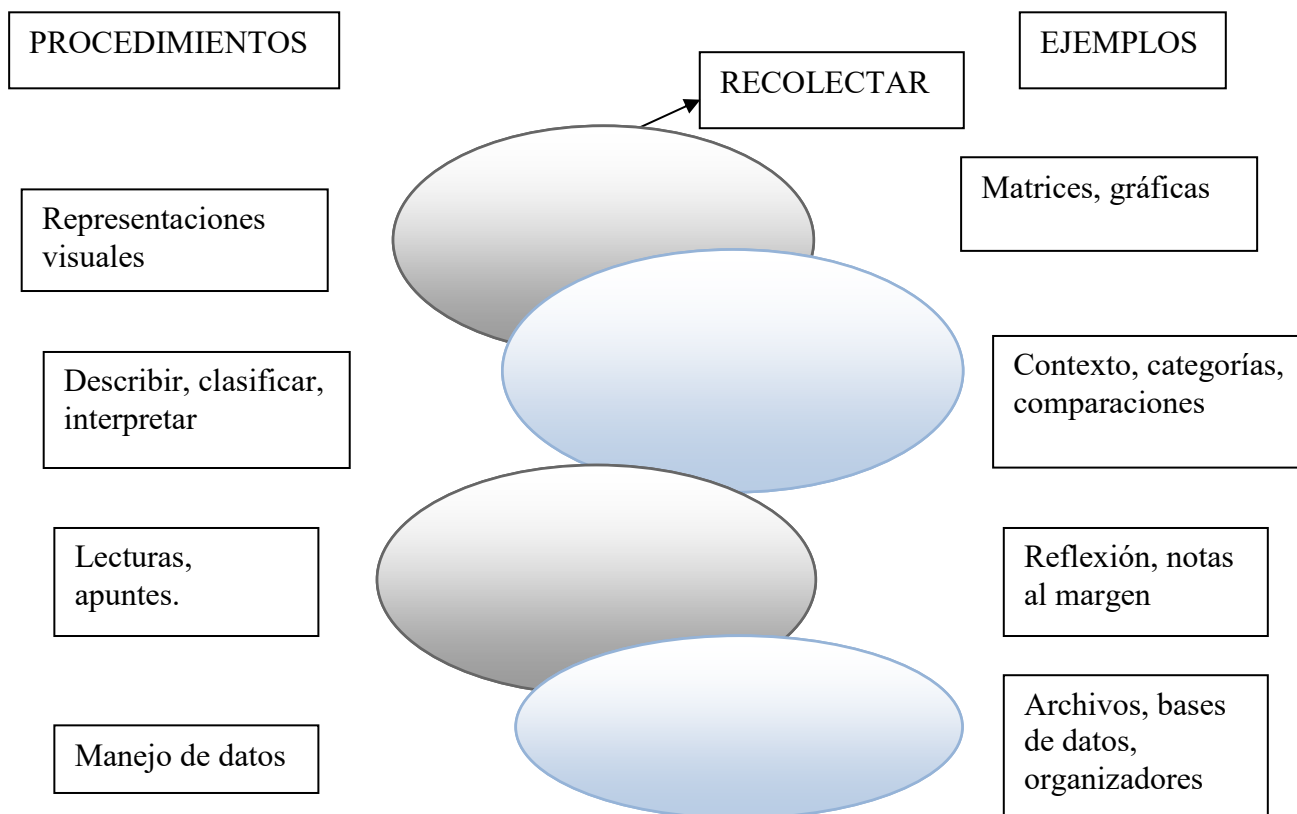 PROCEDIMIENTOS
EJEMPLOS
RECOLECTAR
Matrices, gráficas
Representaciones
visuales
Describir, clasificar,
interpretar
Contexto, categorías,
comparaciones
Lecturas,
apuntes.
Reflexión, notas
al margen
Manejo de datos
Archivos, bases
de datos,
organizadores